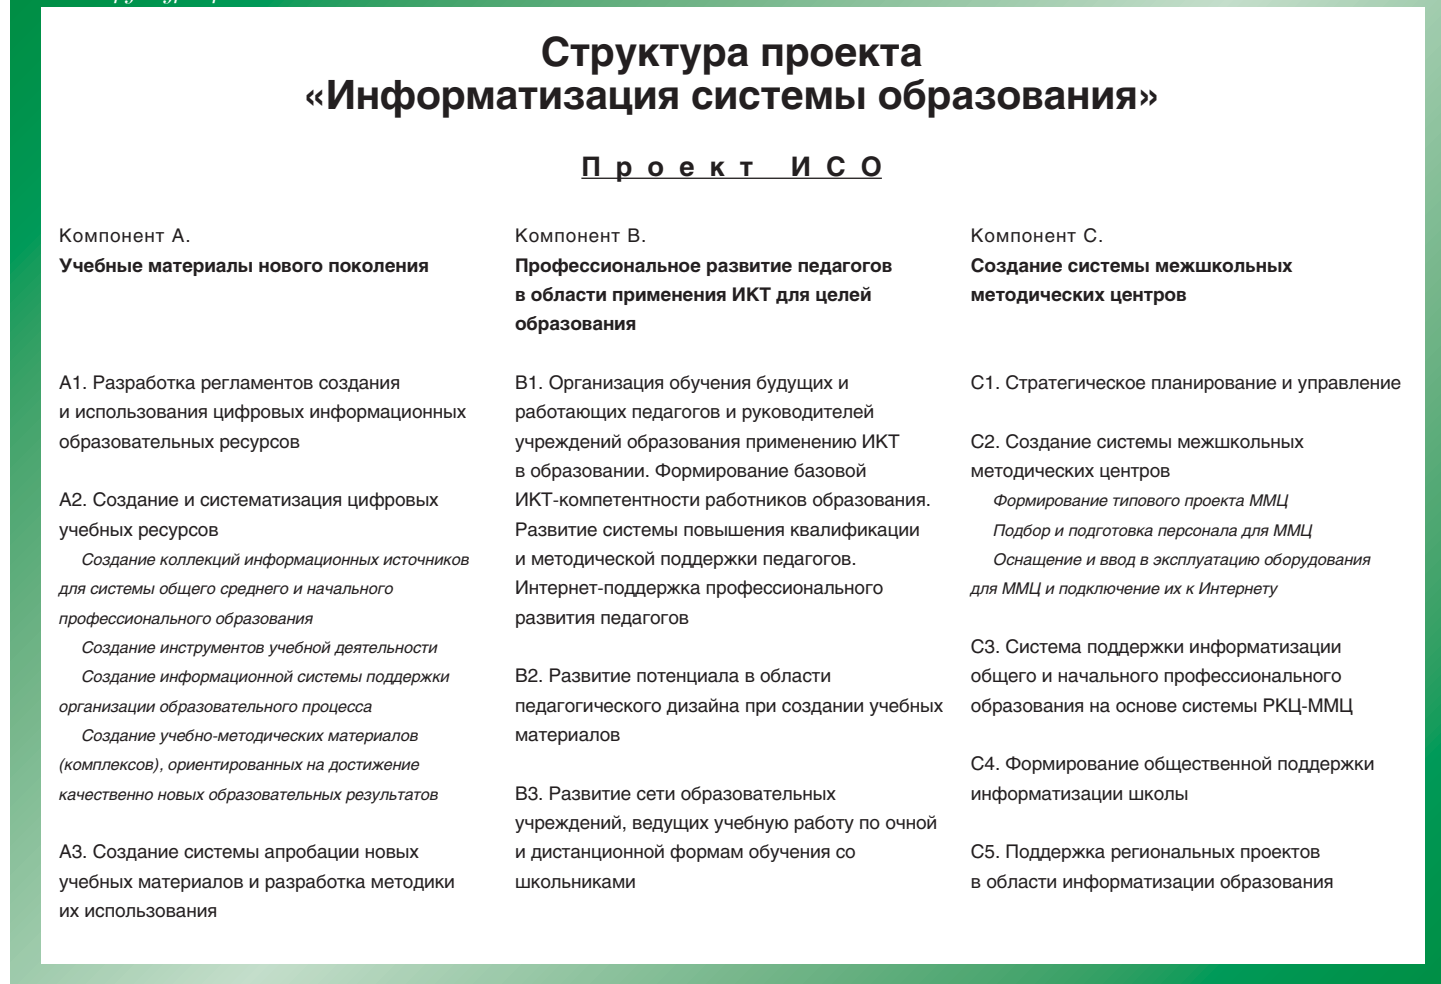 Структура проекта
«Информатизация системы образования»
Проект ИСО
Компонент А.
Учебные материалы нового поколения
А1. Разработка регламентов создания
и использования цифровых информационных
образовательных ресурсов
А2. Создание и систематизация цифровых
учебных ресурсов
Создание коллекций информационных источников
для системы общего среднего и начального
профессионального образования
Создание инструментов учебной деятельности
Создание информационной системы поддержки
организации образовательного процесса
Создание учебно-методических материалов
(комплексов), ориентированных на достижение
качественно новых образовательных результатов
А3. Создание системы апробации новых
учебных материалов и разработка методики
их использования
Компонент В.
Профессиональное развитие педагогов
в области применения ИКТ для целей
образования
В1. Организация обучения будущих и
работающих педагогов и руководителей
учреждений образования применению ИКТ
в образовании. Формирование базовой
ИКТ-компетентности работников образования.
Развитие системы повышения квалификации
и методической поддержки педагогов.
Интернет-поддержка профессионального
развития педагогов
В2. Развитие потенциала в области
педагогического дизайна при создании учебных
материалов
В3. Развитие сети образовательных
учреждений, ведущих учебную работу по очной
и дистанционной формам обучения со
школьниками
Компонент С.
Создание системы межшкольных
методических центров
С1. Стратегическое планирование и управление
С2. Создание системы межшкольных
методических центров
Формирование типового проекта ММЦ
Подбор и подготовка персонала для ММЦ
Оснащение и ввод в эксплуатацию оборудования
для ММЦ и подключение их к Интернету
С3. Система поддержки информатизации
общего и начального профессионального
образования на основе системы РКЦ-ММЦ
С4. Формирование общественной поддержки
информатизации школы
С5. Поддержка региональных проектов
в области информатизации образования